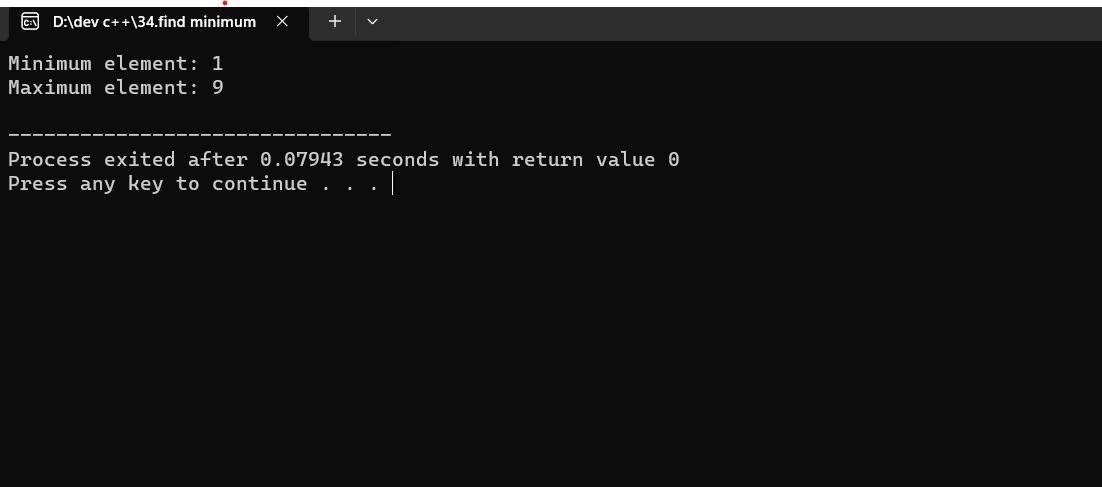 D:\dev c++\34.find minimum
Minimum element: 1
Maximum element: 9
--------------------------------
Process exited after 0.07943 seconds with return value 0
Press any key to continue . . .